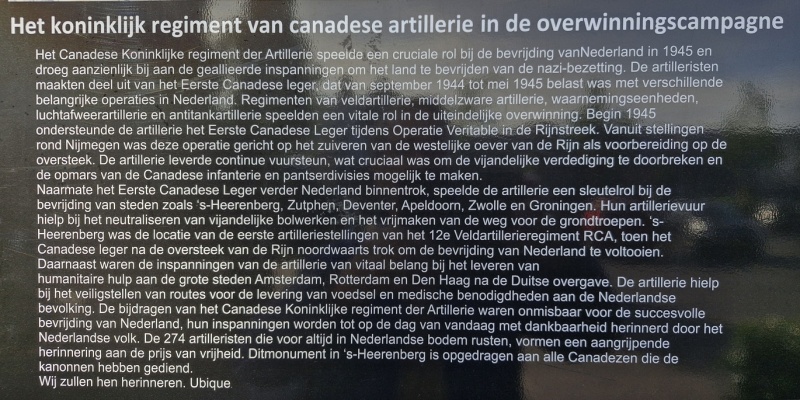 Het koninklijk regiment van canadese artillerie in de overwinningscampagne
Het Canadese Koninklijke regiment der Artillerie speelde een cruciale rol bij de bevrijding vanNederland in 1945 en
droeg aanzienlijk bij aan de geallieerde inspanningen om het land te bevrijden van de nazi-bezetting. De artilleristen
maakten deel uit van het Eerste Canadese leger, dat van september 1944 tot mei 1945 belast was met verschillende
belangrijke operaties in Nederland. Regimenten van veldartillerie, middelzware artillerie, waarnemingseenheden,
luchtafweerartillerie en antitankartillerie speelden een vitale rol in de uiteindelijke overwinning. Begin 1945
ondersteunde de artillerie het Eerste Canadese Leger tijdens Operatie Veritable in de Rijnstreek. Vanuit stellingen
rond Nijmegen was deze operatie gericht op het zuiveren van de westelijke oever van de Rijn als voorbereiding op de
oversteek. De artillerie leverde continue vuursteun, wat cruciaal was om de vijandelijke verdediging te doorbreken en
de opmars van de Canadese infanterie en pantserdivisies mogelijk te maken.
Naarmate het Eerste Canadese Leger verder Nederland binnentrok, speelde de artillerie een sleutelrol bij de
bevrijding van steden zoals 's-Heerenberg, Zutphen, Deventer, Apeldoorn, Zwolle en Groningen. Hun artillerievuur
hielp bij het neutraliseren van vijandelijke bolwerken en het vrijmaken van de weg voor de grondtroepen. 's-
Heerenberg was de locatie van de eerste artilleriestellingen van het 12e Veldartillerieregiment RCA, toen het
Canadese leger na de oversteek van de Rijn noordwaarts trok om de bevrijding van Nederland te voltooien.
Daarnaast waren de inspanningen van de artillerie van vitaal belang bij het leveren van
humanitaire hulp aan de grote steden Amsterdam, Rotterdam en Den Haag na de Duitse overgave. De artillerie hielp
bij het veiligstellen van routes voor de levering van voedsel en medische benodigdheden aan de Nederlandse
bevolking. De bijdragen van het Canadese Koninklijke regiment der Artillerie waren onmisbaar voor de succesvolle
bevrijding van Nederland, hun inspanningen worden tot op de dag van vandaag met dankbaarheid herinnerd door het
Nederlandse volk. De 274 artilleristen die voor altijd in Nederlandse bodem rusten, vormen een aangrijpende
herinnering aan de prijs van vrijheid. Ditmonument in 's-Heerenberg is opgedragen aan alle Canadezen die de
kanonnen hebben gediend.
Wij zullen hen herinneren. Ubique